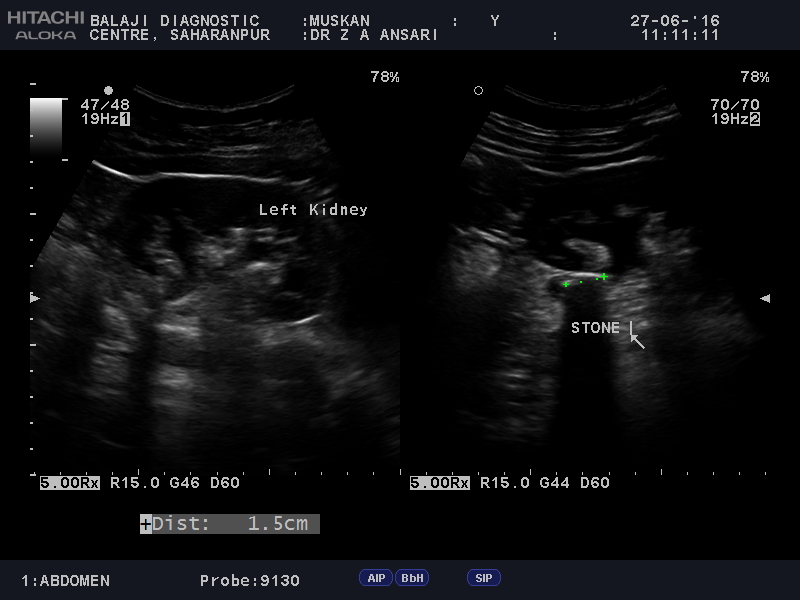 HITACHI BALAJI DIAGNOSTIC :MUSKAN : Y 27-06-'16
ALOKA CENTRE, SAHARANPUR :DR Z A ANSARI : 11:11:11
78% 78%
47/48 70/70
19Hz1 19Hz2
Left Kidney
STONE
5.00Rx R15.0 G46 D60 5.00Rx R15.0 G44 D60
+Dist: 1.5cm
1:ABDOMEN Probe:9130 AIP BbH SIP